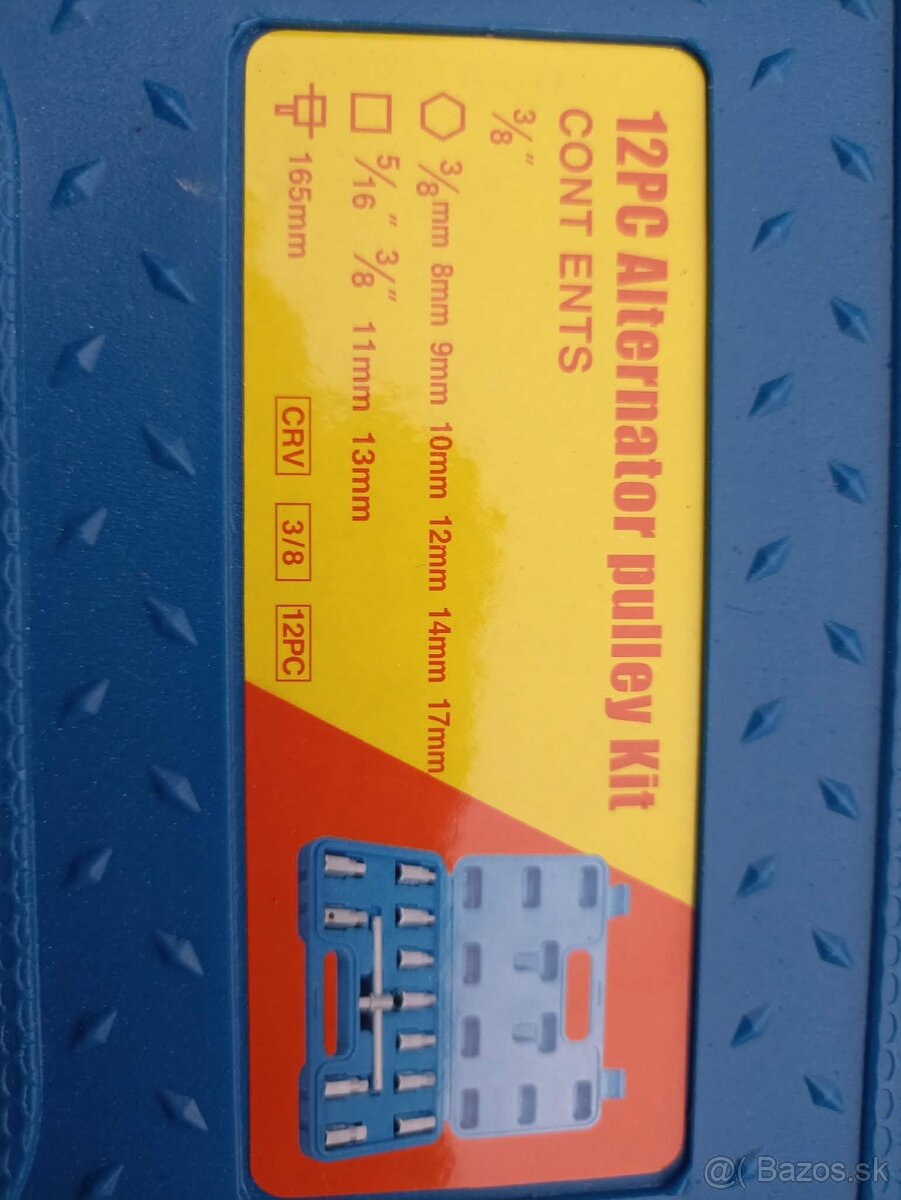 12PC Alternator pulley Kit
CONT ENTS
3/8"
3/8mm 8mm 9mm 10mm 12mm 14mm 17mm
5/16" 3/8" 11mm 13mm
165mm CRV 3/8 12PC
@( Bazos.sk